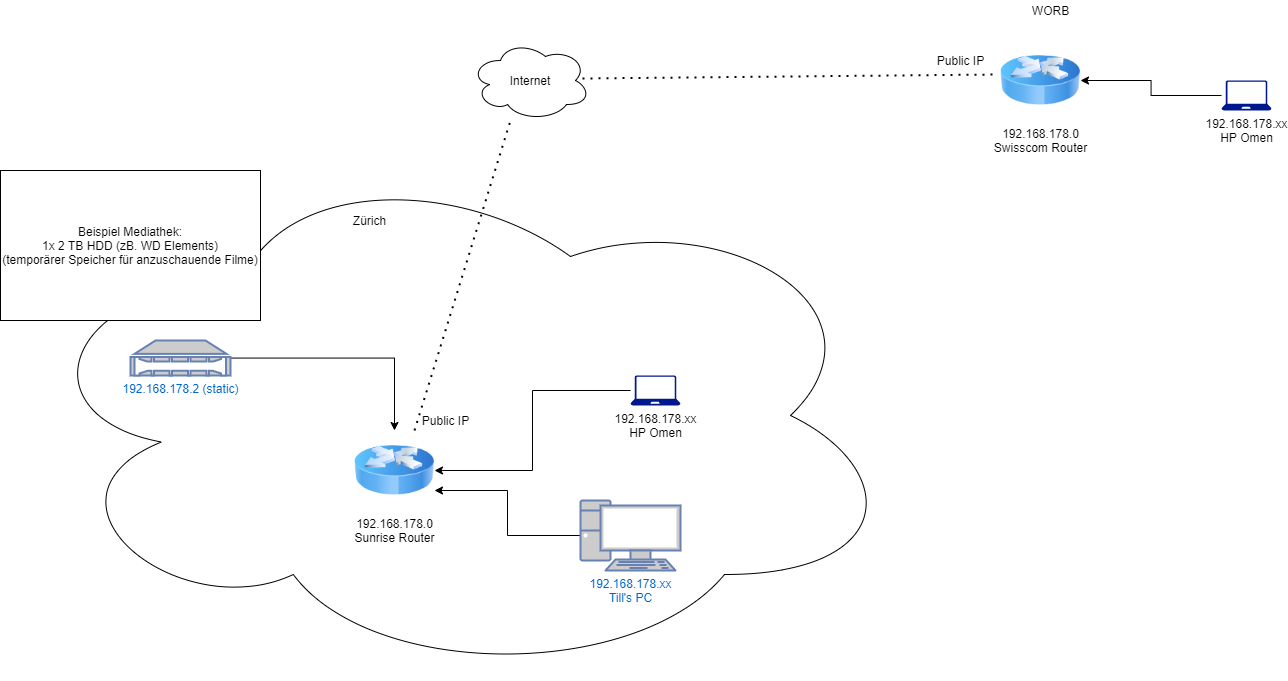 WORB
Internet
Public IP
192.168.178.0
Swisscom Router
192.168.178.xx
HP Omen
Zürich
Beispiel Mediathek:
1x 2 TB HDD (zB. WD Elements)
(temporärer Speicher für anzuschauende Filme)
192.168.178.2 (static)
Public IP
192.168.178.xx
HP Omen
192.168.178.0
Sunrise Router
192.168.178.xx
Till's PC